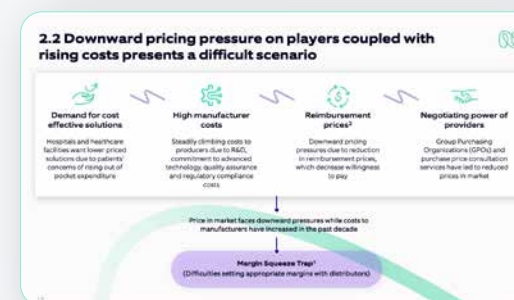 2.2 Downward pricing pressure on players coupled with
rising costs presents a difficult scenario
Demand for cost
effective solutions
Hospitals and healthcare
facilities want lower priced
solutions due to patients'
concerns of rising out of
pocket expenditure
High manufacturer
costs
Steadily climbing costs to
producers due to R&D,
commitment to advanced
technology, quality assurance
and regulatory compliance
costs
Reimbursement
prices²
Downward pricing
pressures due to reduction
in reimbursement prices,
which decrease willingness
to pay
Negotiating power of
providers
Group Purchasing
Organizations (GPOs) and
purchase price consultation
services have led to reduced
prices in market
Price in market faces downward pressures while costs to
manufacturers have increased in the past decade
Margin Squeeze Trap¹
(Difficulties setting appropriate margins with distributors)